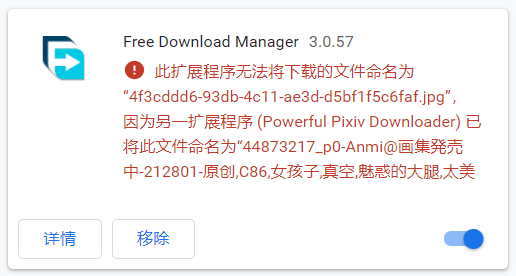 Free Download Manager 3.0.57
此扩展程序无法将下载的文件命名为
“4f3cddd6-93db-4c11-ae3d-d5bf1f5c6faf.jpg”，
因为另一扩展程序 (Powerful Pixiv Downloader) 已
将此文件命名为“44873217_p0-Anmi@画集発売
中-212801-原创,C86,女孩子,真空,魅惑的大腿,太美
详情 移除